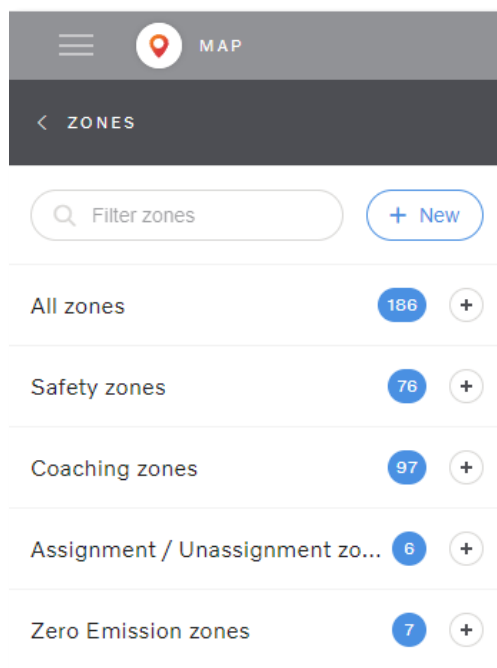 MAP
< ZONES
Filter zones
+ New
All zones 186 +
Safety zones 76 +
Coaching zones 97 +
Assignment / Unassignment zo... 6 +
Zero Emission zones 7 +